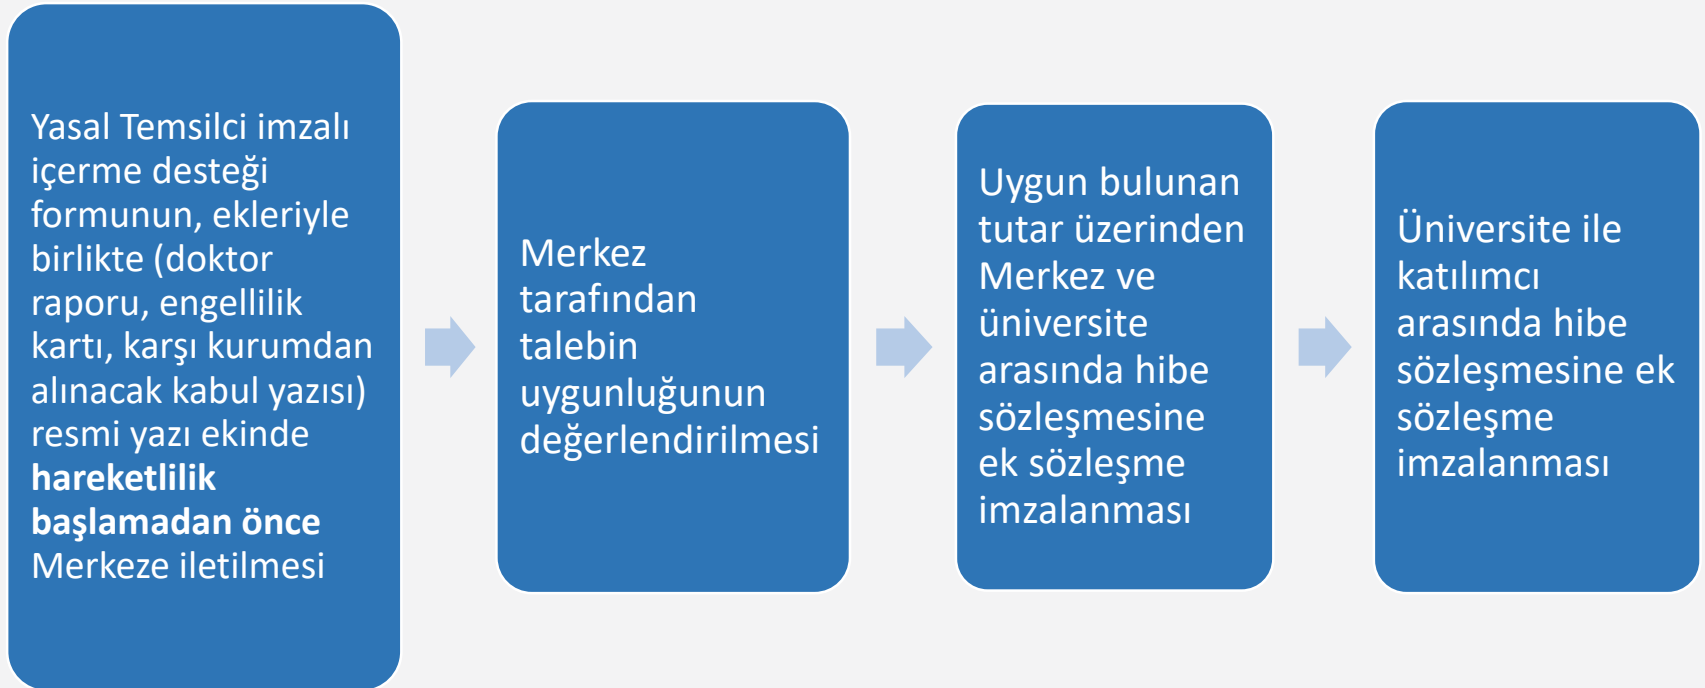 Yasal Temsilci imzalı
içerme desteği
formunun, ekleriyle
birlikte (doktor
raporu, engellilik
kartı, karşı kurumdan
alınacak kabul yazısı)
resmi yazı ekinde
hareketlilik
başlamadan önce
Merkeze iletilmesi
Merkez
tarafından
talebin
uygunluğunun
değerlendirilmesi
Uygun bulunan
tutar üzerinden
Merkez ve
üniversite
arasında hibe
sözleşmesine
ek sözleşme
imzalanması
Üniversite ile
katılımcı
arasında hibe
sözleşmesine ek
sözleşme
imzalanması